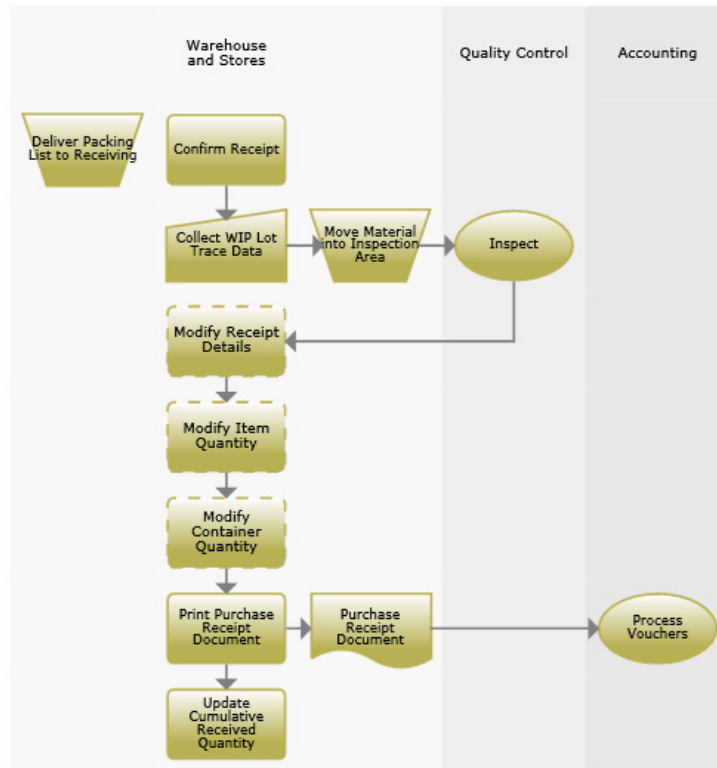 Warehouse
and Stores
Quality Control
Accounting
Deliver Packing
List to Receiving
Confirm Receipt
Collect WIP Lot
Trace Data
Move Material
into Inspection
Area
Inspect
Modify Receipt
Details
Modify Item
Quantity
Modify
Container
Quantity
Print Purchase
Receipt
Document
Purchase
Receipt
Document
Process
Vouchers
Update
Cumulative
Received
Quantity